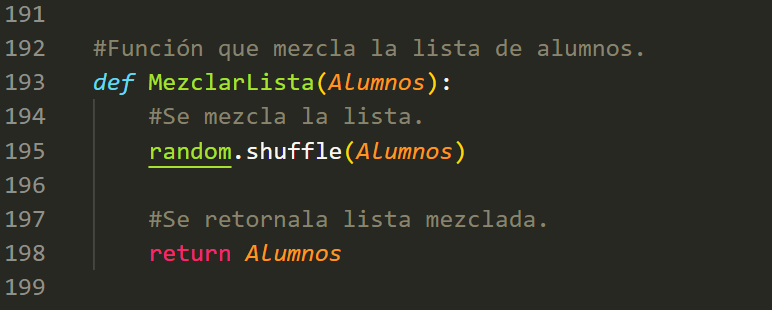 191
192 #Función que mezcla la lista de alumnos.
193 def MezclarLista(Alumnos):
194 #Se mezcla la lista.
195 random.shuffle(Alumnos)
196
197 #Se retornala lista mezclada.
198 return Alumnos
199